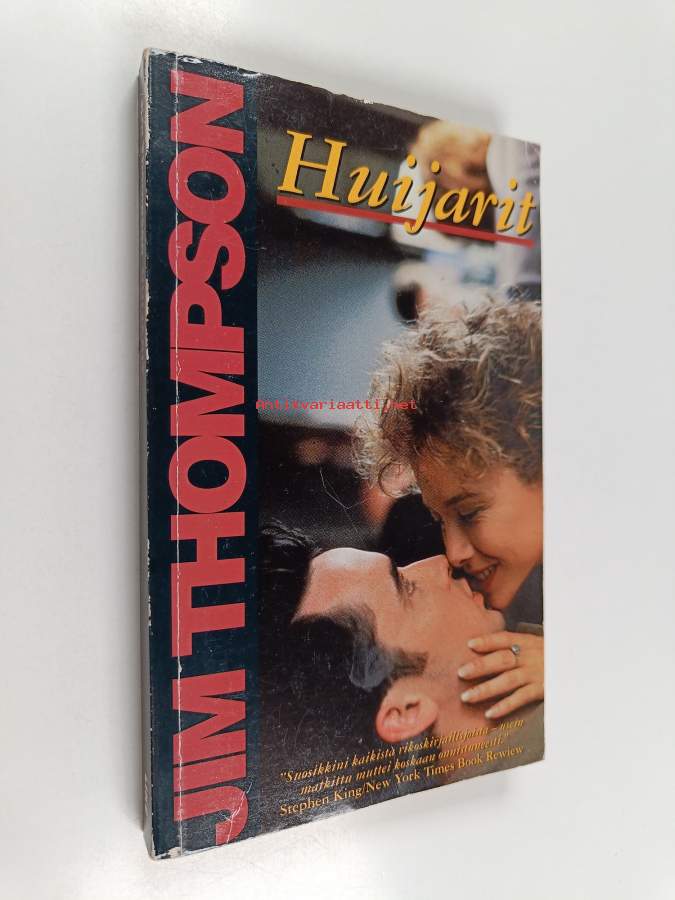 JIM THOMPSON
Huijarit
Antikvariaatti.net
"Suosikkini kaikista rikoskirjailijoista – usein
matkittu muttei koskaan onnistuneesti."
Stephen King/New York Times Book Rewiew